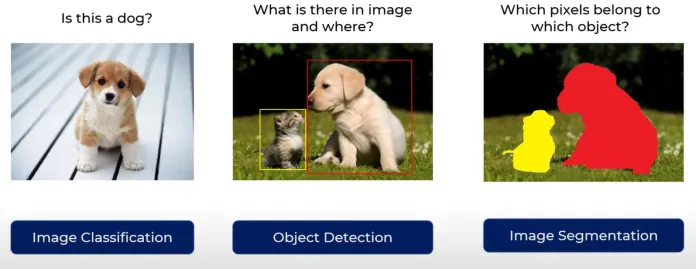 Is this a dog?
What is there in image
and where?
Which pixels belong to
which object?
Image Classification
Object Detection
Image Segmentation